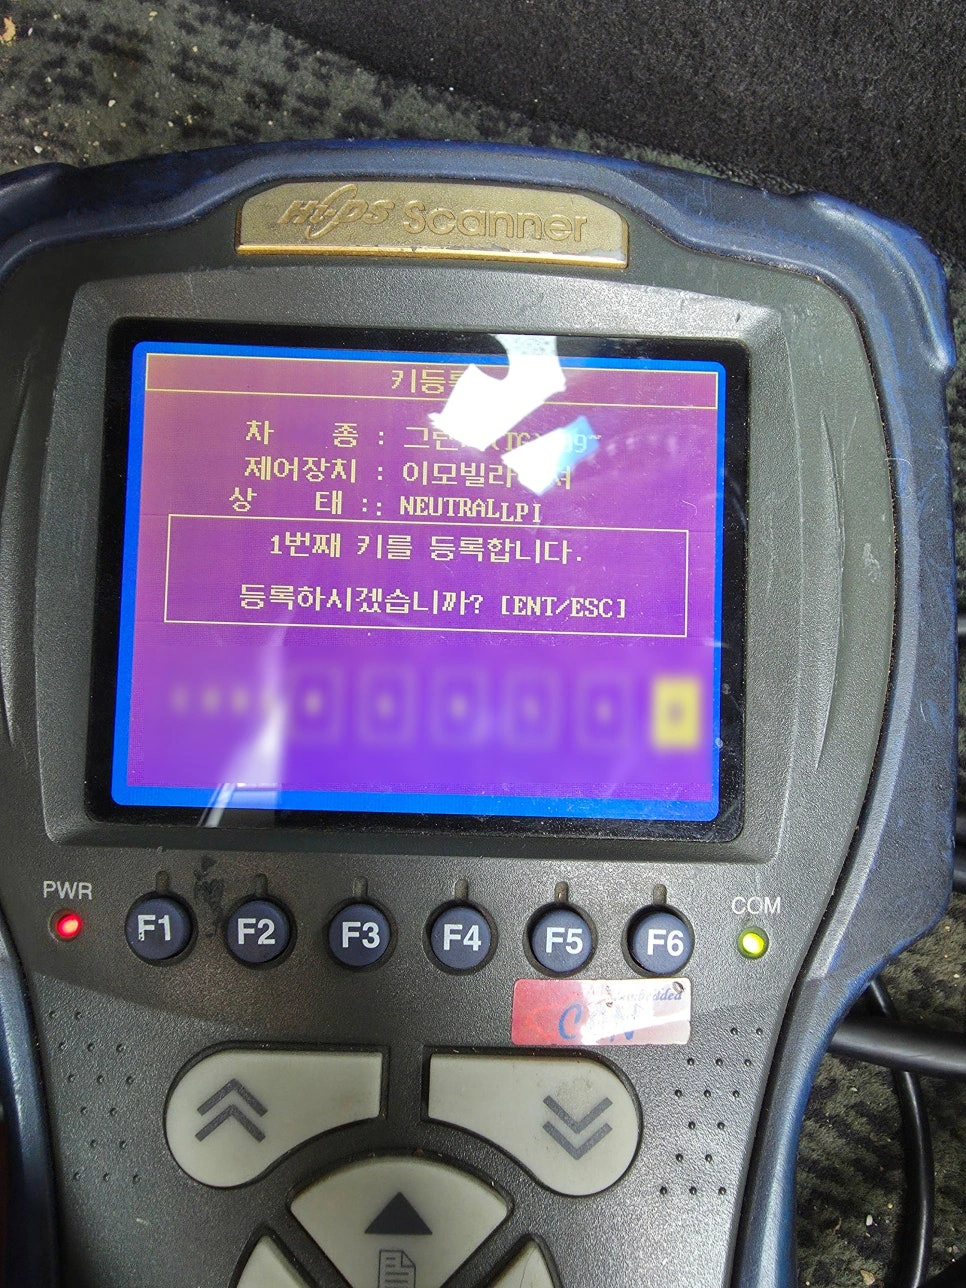 Hi-DS Scanner
키등록
차 종 :
제어장치 :
상 태 :: NEUTRALLPI
1번째 키를 등록합니다.
등록하시겠습니까? [ENT/ESC]
PWR
F1 F2 F3 F4 F5 F6
COM
CAN